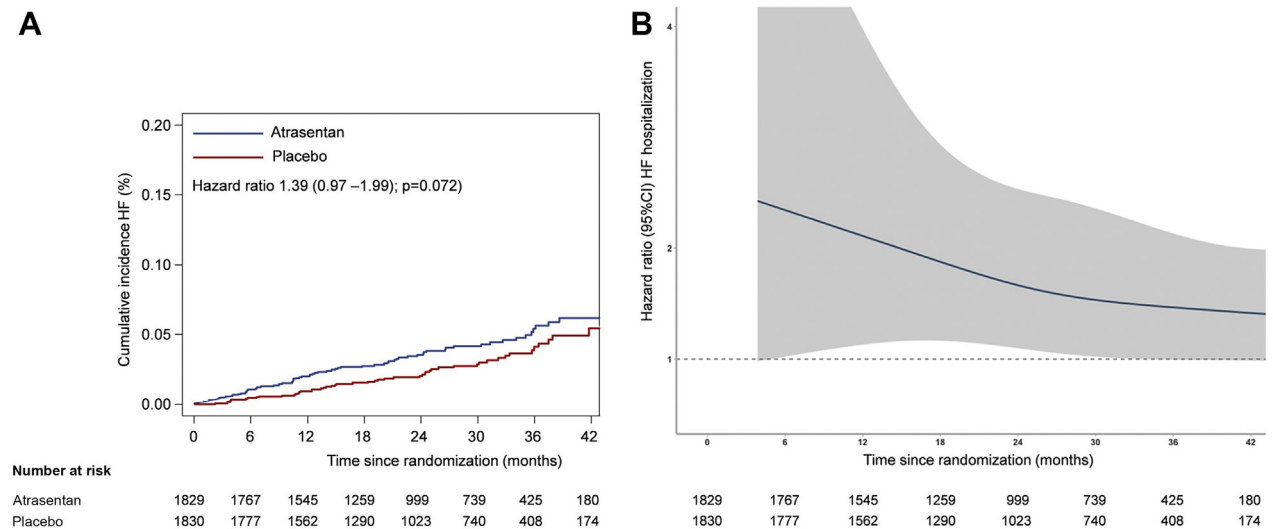 A
Cumulative incidence HF (%)
0.20
0.15
0.10
0.05
0.00
Atrasentan
Placebo
Hazard ratio 1.39 (0.97 –1.99); p=0.072)
0 6 12 18 24 30 36 42
Time since randomization (months)
Number at risk
Atrasentan 1829 1767 1545 1259 999 739 425 180
Placebo 1830 1777 1562 1290 1023 740 408 174
B
Hazard ratio (95%CI) HF hospitalization
4
2
1
0 6 12 18 24 30 36 42
Time since randomization (months)
1829 1767 1545 1259 999 739 425 180
1830 1777 1562 1290 1023 740 408 174